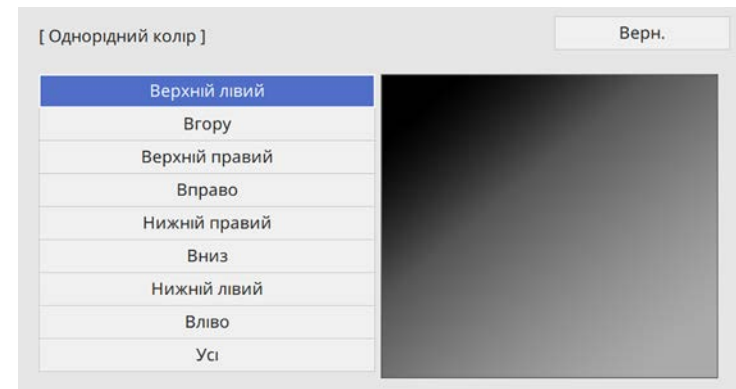 [ Однорідний колір ]
Верн.
Верхній лівий
Вгору
Верхній правий
Вправо
Нижній правий
Вниз
Нижній лівий
Вліво
Усі